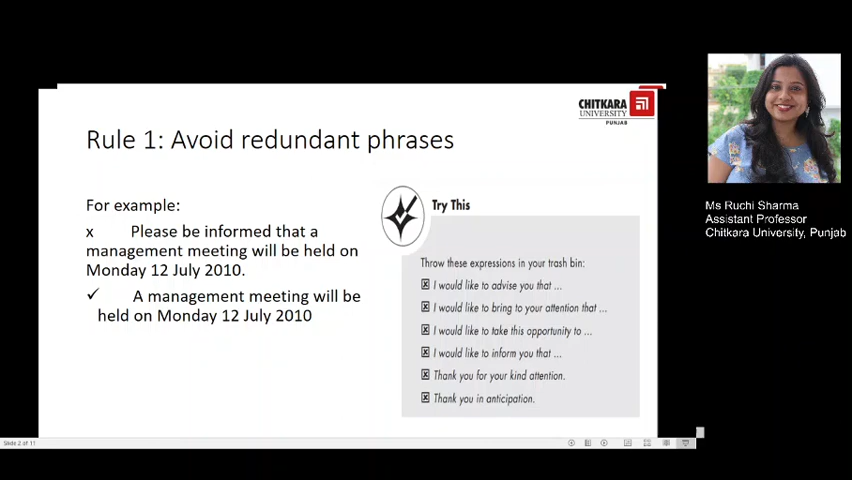 CHITKARA
UNIVERSITY
PUNJAB
Rule 1: Avoid redundant phrases
For example:
x Please be informed that a
management meeting will be held on
Monday 12 July 2010.
✓ A management meeting will be
held on Monday 12 July 2010
Try This
Throw these expressions in your trash bin:
☒ I would like to advise you that ...
☒ I would like to bring to your attention that ...
☒ I would like to take this opportunity to ...
☒ I would like to inform you that ...
☒ Thank you for your kind attention.
☒ Thank you in anticipation.
Ms Ruchi Sharma
Assistant Professor
Chitkara University, Punjab
Slide 2 of 11